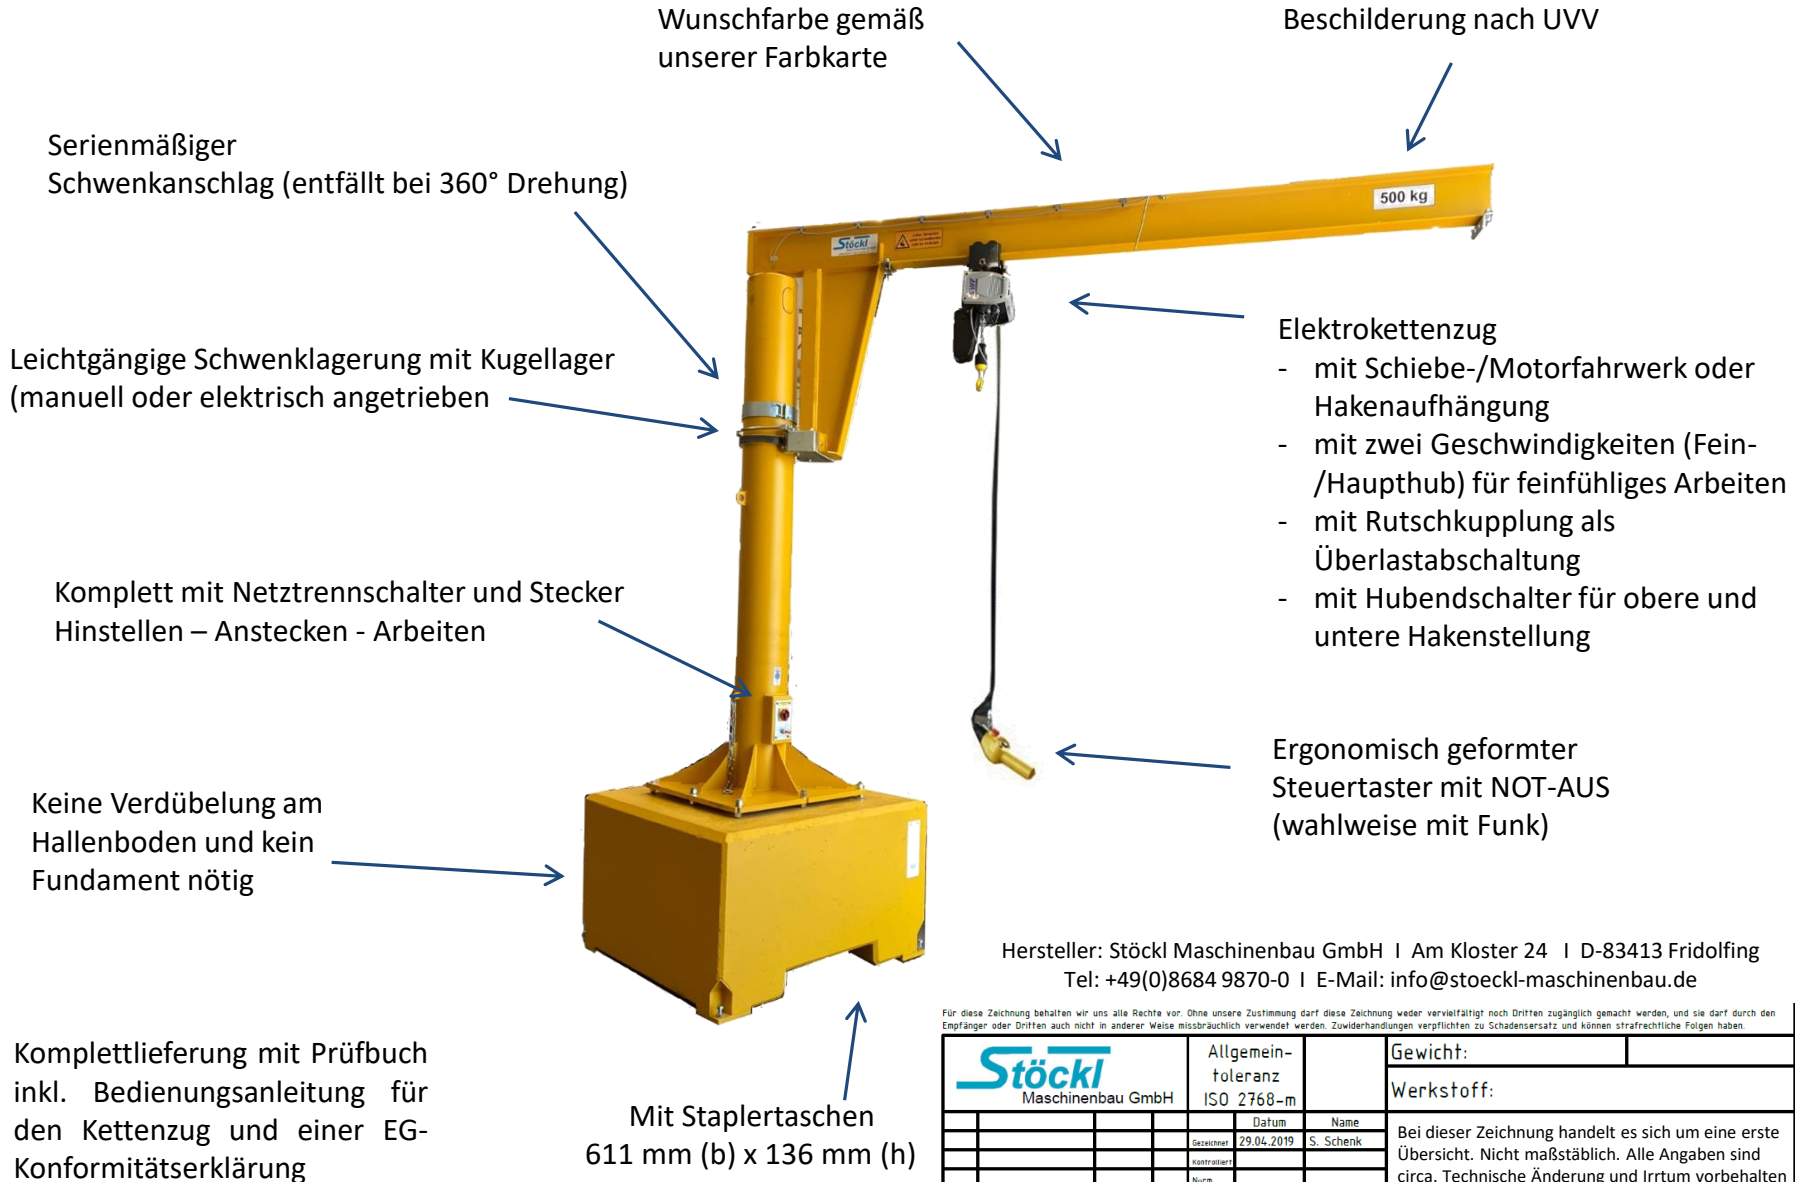 Wunschfarbe gemäß
unserer Farbkarte
Beschilderung nach UVV
Serienmäßiger
Schwenkanschlag (entfällt bei 360° Drehung)
500 kg
Stöckl
Leichtgängige Schwenklagerung mit Kugellager
(manuell oder elektrisch angetrieben
Elektrokettenzug
- mit Schiebe-/Motorfahrwerk oder
Hakenaufhängung
- mit zwei Geschwindigkeiten (Fein-
/Haupthub) für feinfühliges Arbeiten
- mit Rutschkupplung als
Überlastabschaltung
- mit Hubendschalter für obere und
untere Hakenstellung
Komplett mit Netztrennschalter und Stecker
Hinstellen – Anstecken - Arbeiten
Ergonomisch geformter
Steuertaster mit NOT-AUS
(wahlweise mit Funk)
Keine Verdübelung am
Hallenboden und kein
Fundament nötig
Komplettlieferung mit Prüfbuch
inkl. Bedienungsanleitung für
den Kettenzug und einer EG-
Konformitätserklärung
Mit Staplertaschen
611 mm (b) x 136 mm (h)
Hersteller: Stöckl Maschinenbau GmbH I Am Kloster 24 I D-83413 Fridolfing
Tel: +49(0)8684 9870-0 I E-Mail: info@stoeckl-maschinenbau.de
Für diese Zeichnung behalten wir uns alle Rechte vor. Ohne unsere Zustimmung darf diese Zeichnung weder vervielfältigt noch Dritten zugänglich gemacht werden, und sie darf durch den
Empfänger oder Dritten auch nicht in anderer Weise missbräuchlich verwendet werden. Zuwiderhandlungen verpflichten zu Schadensersatz und können strafrechtliche Folgen haben.
Stöckl
Maschinenbau GmbH
Allgemein-
toleranz
ISO 2768-m
Gewicht:
Werkstoff:
Datum Name
Gezeichnet 29.04.2019 S. Schenk
Kontrolliert
Norm
Bei dieser Zeichnung handelt es sich um eine erste
Übersicht. Nicht maßstäblich. Alle Angaben sind
circa. Technische Änderung und Irrtum vorbehalten